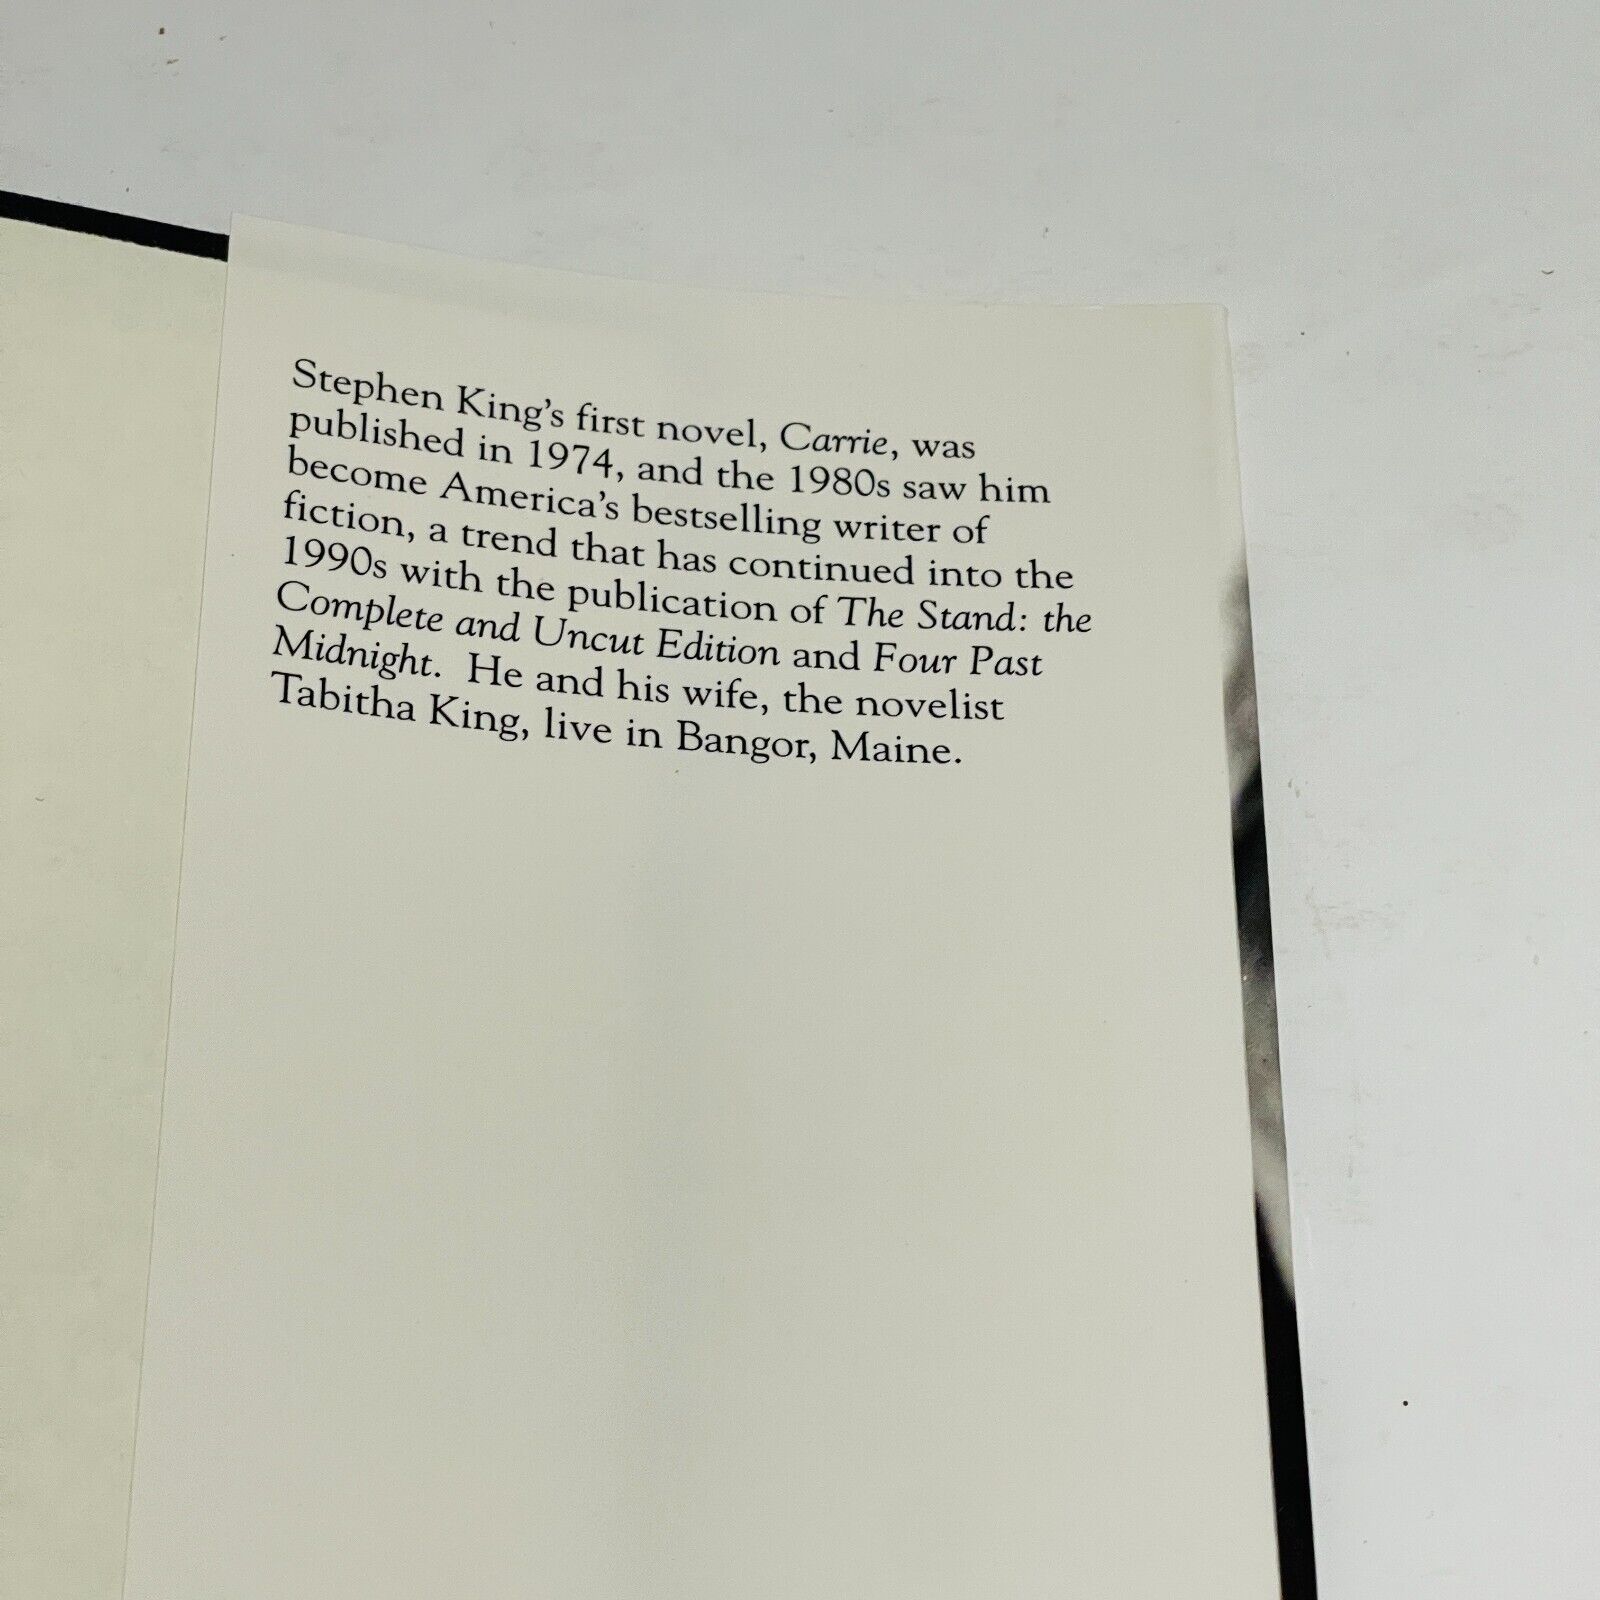 Stephen King's first novel, Carrie, was
published in 1974, and the 1980s saw him
become America's bestselling writer of
fiction, a trend that has continued into the
1990s with the publication of The Stand: the
Complete and Uncut Edition and Four Past
Midnight. He and his wife, the novelist
Tabitha King, live in Bangor, Maine.